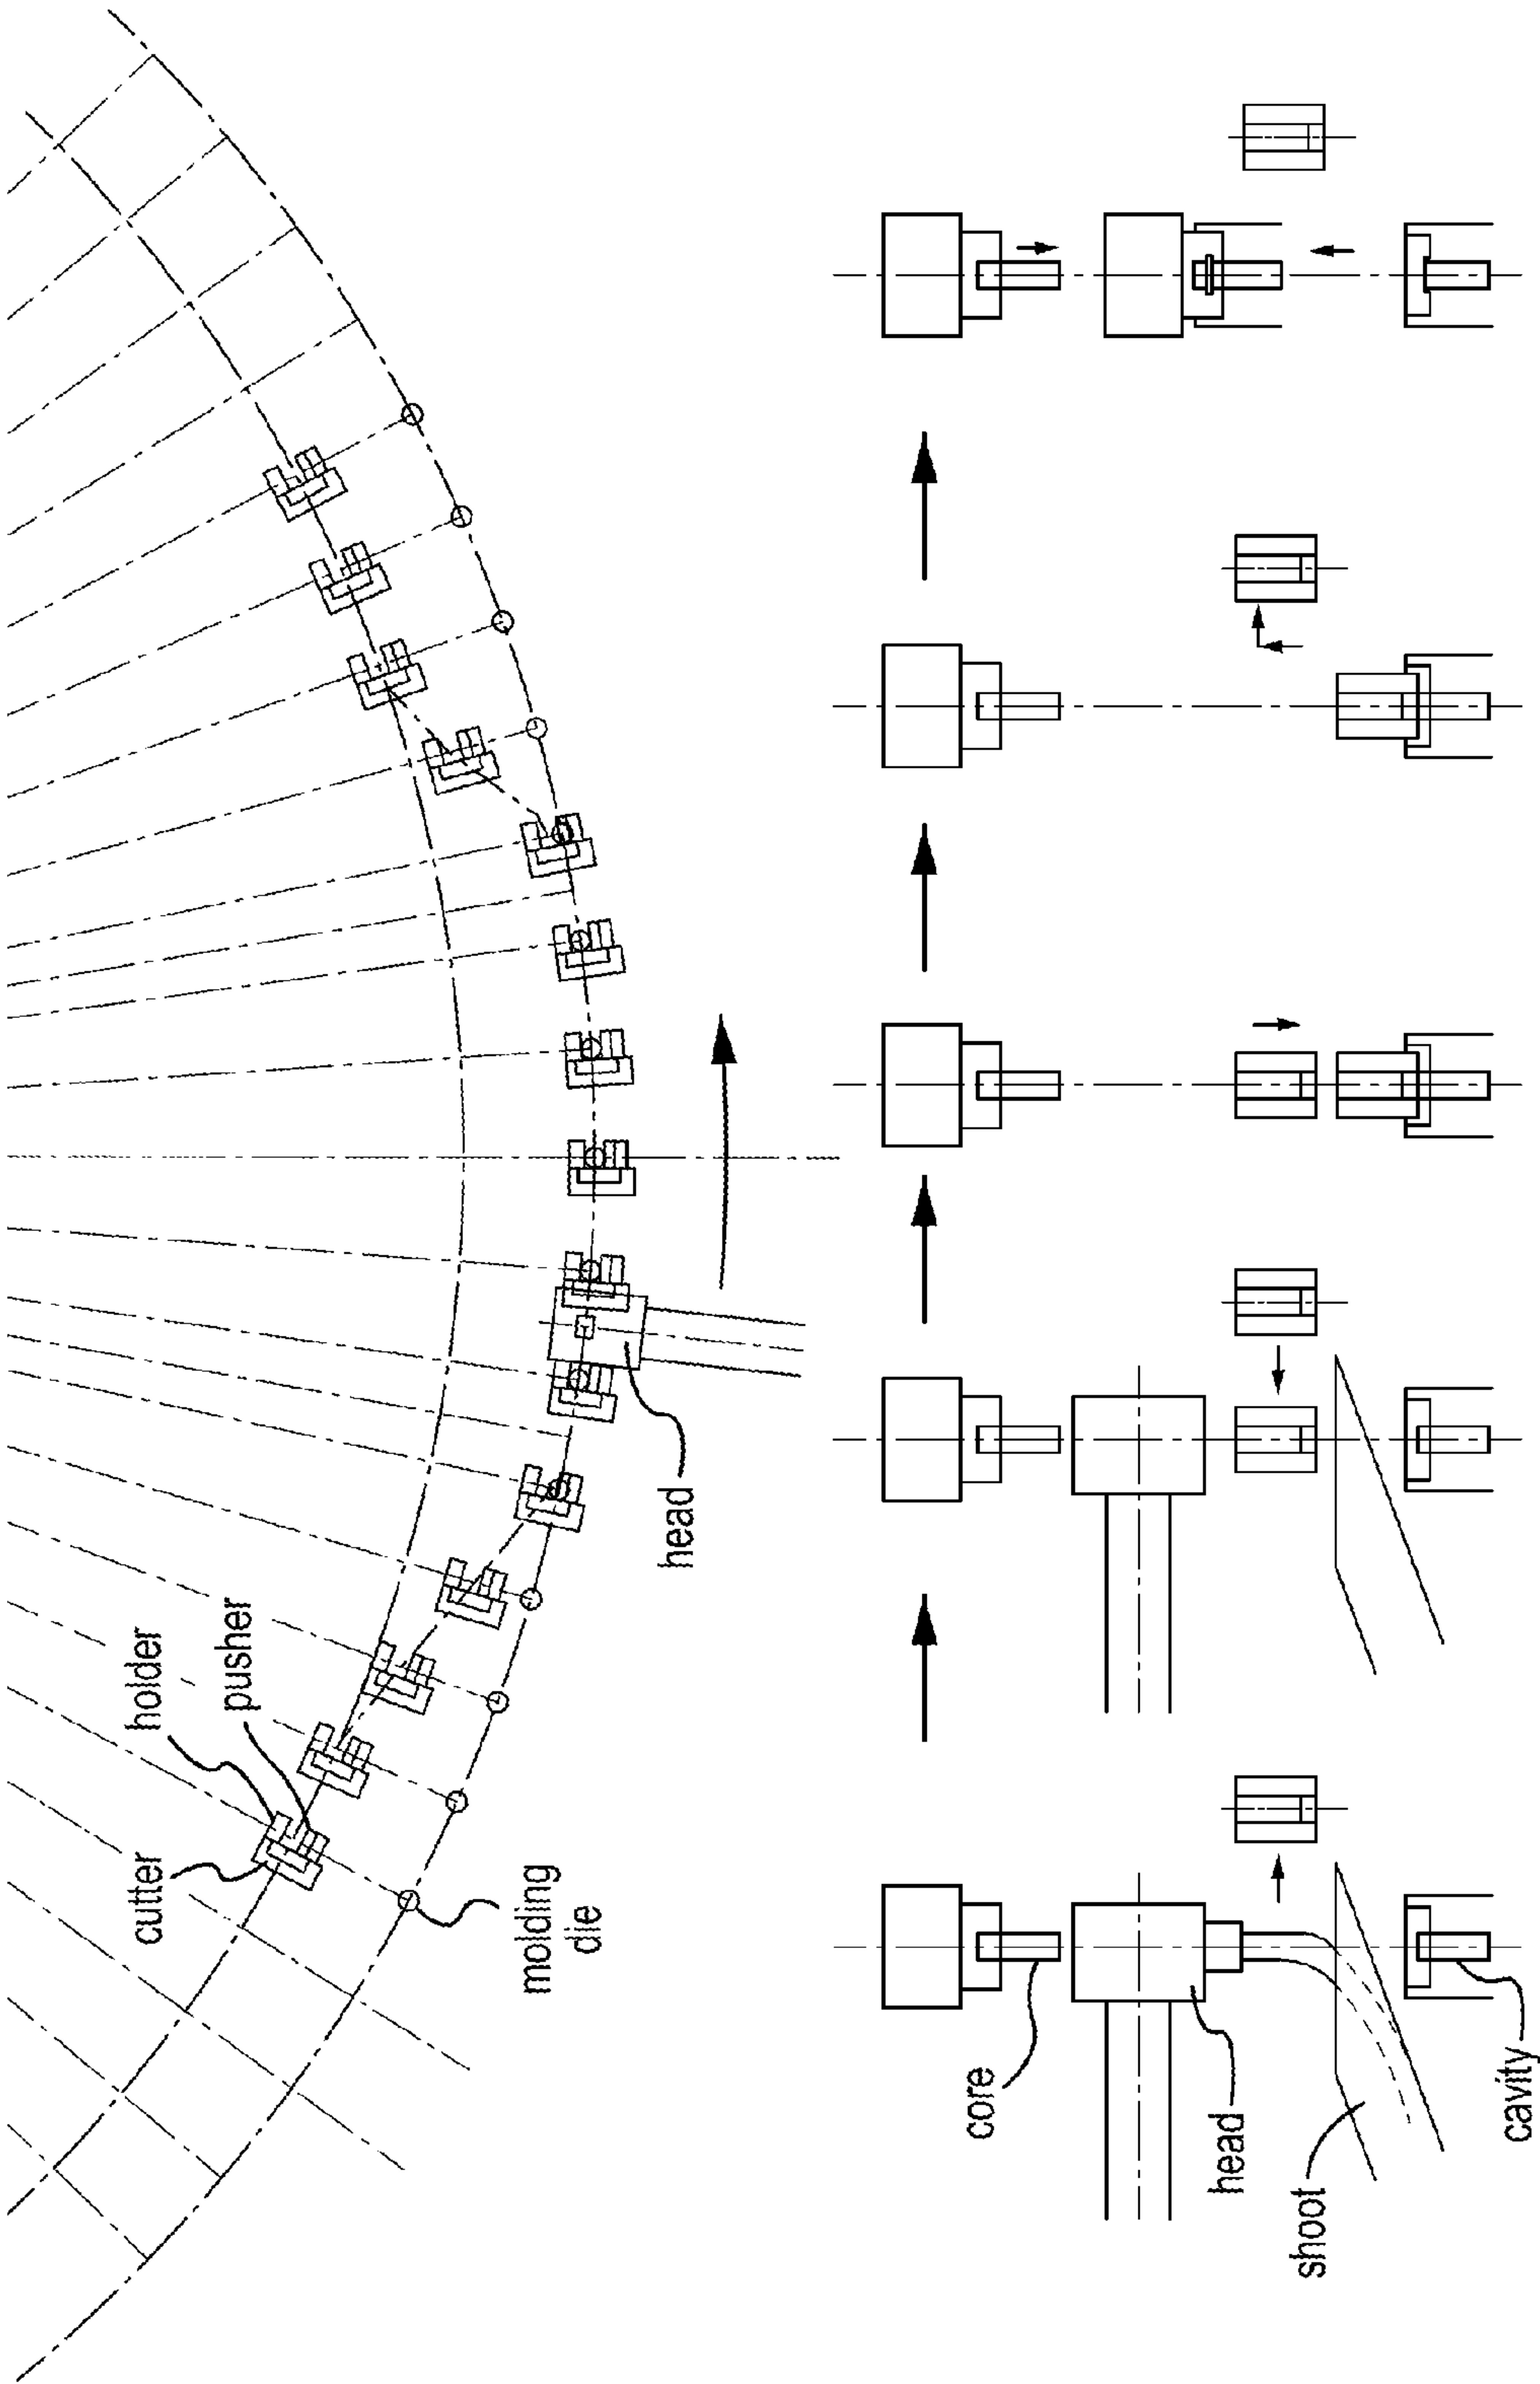 holder
pusher
cutter
molding
die
head
core
head
shoot
cavity